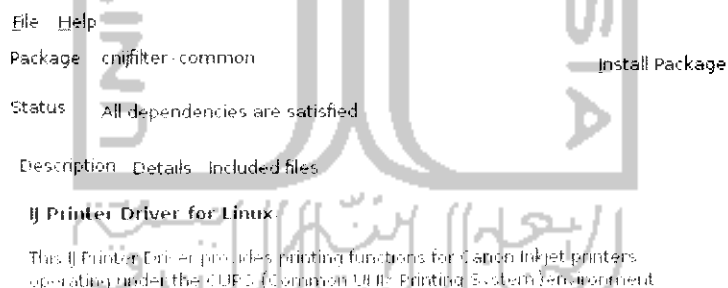 File Help
Package cnijfilter-common
Install Package
Status All dependencies are satisfied
Description Details Included files
IJ Printer Driver for Linux.
This IJ Printer Driver provides printing functions for Canon Inkjet printers
operating under the CUPS (Common UNIX Printing System) environment